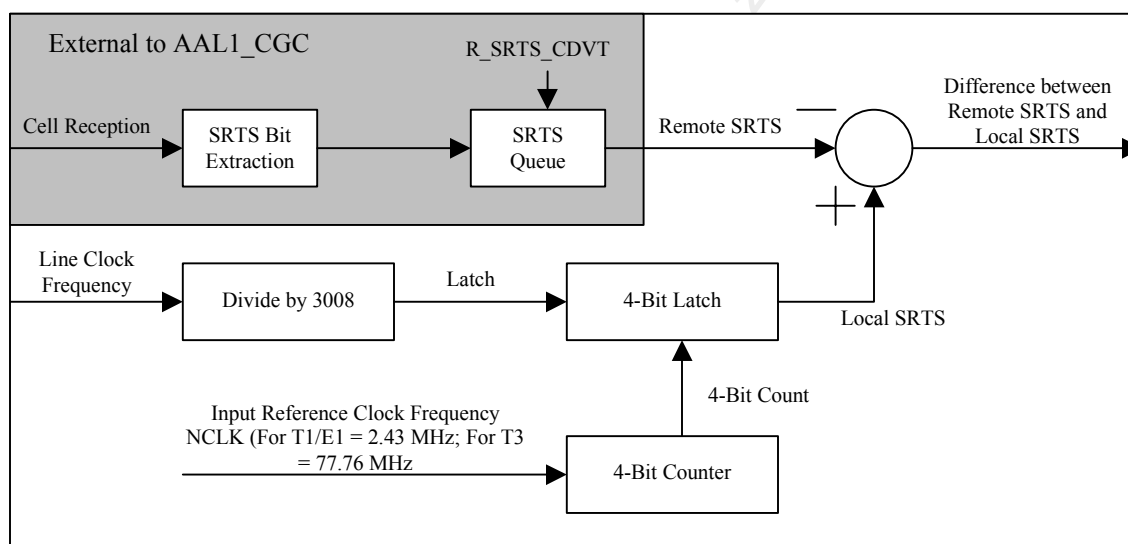 External to AAL1_CGC
R_SRTS_CDVT
Cell Reception
SRTS Bit
Extraction
SRTS
Queue
Remote SRTS
Difference between
Remote SRTS and
Local SRTS
Line Clock
Frequency
Divide by 3008
Latch
4-Bit Latch
Local SRTS
4-Bit Count
Input Reference Clock Frequency
NCLK (For T1/E1 = 2.43 MHz; For T3
= 77.76 MHz
4-Bit Counter